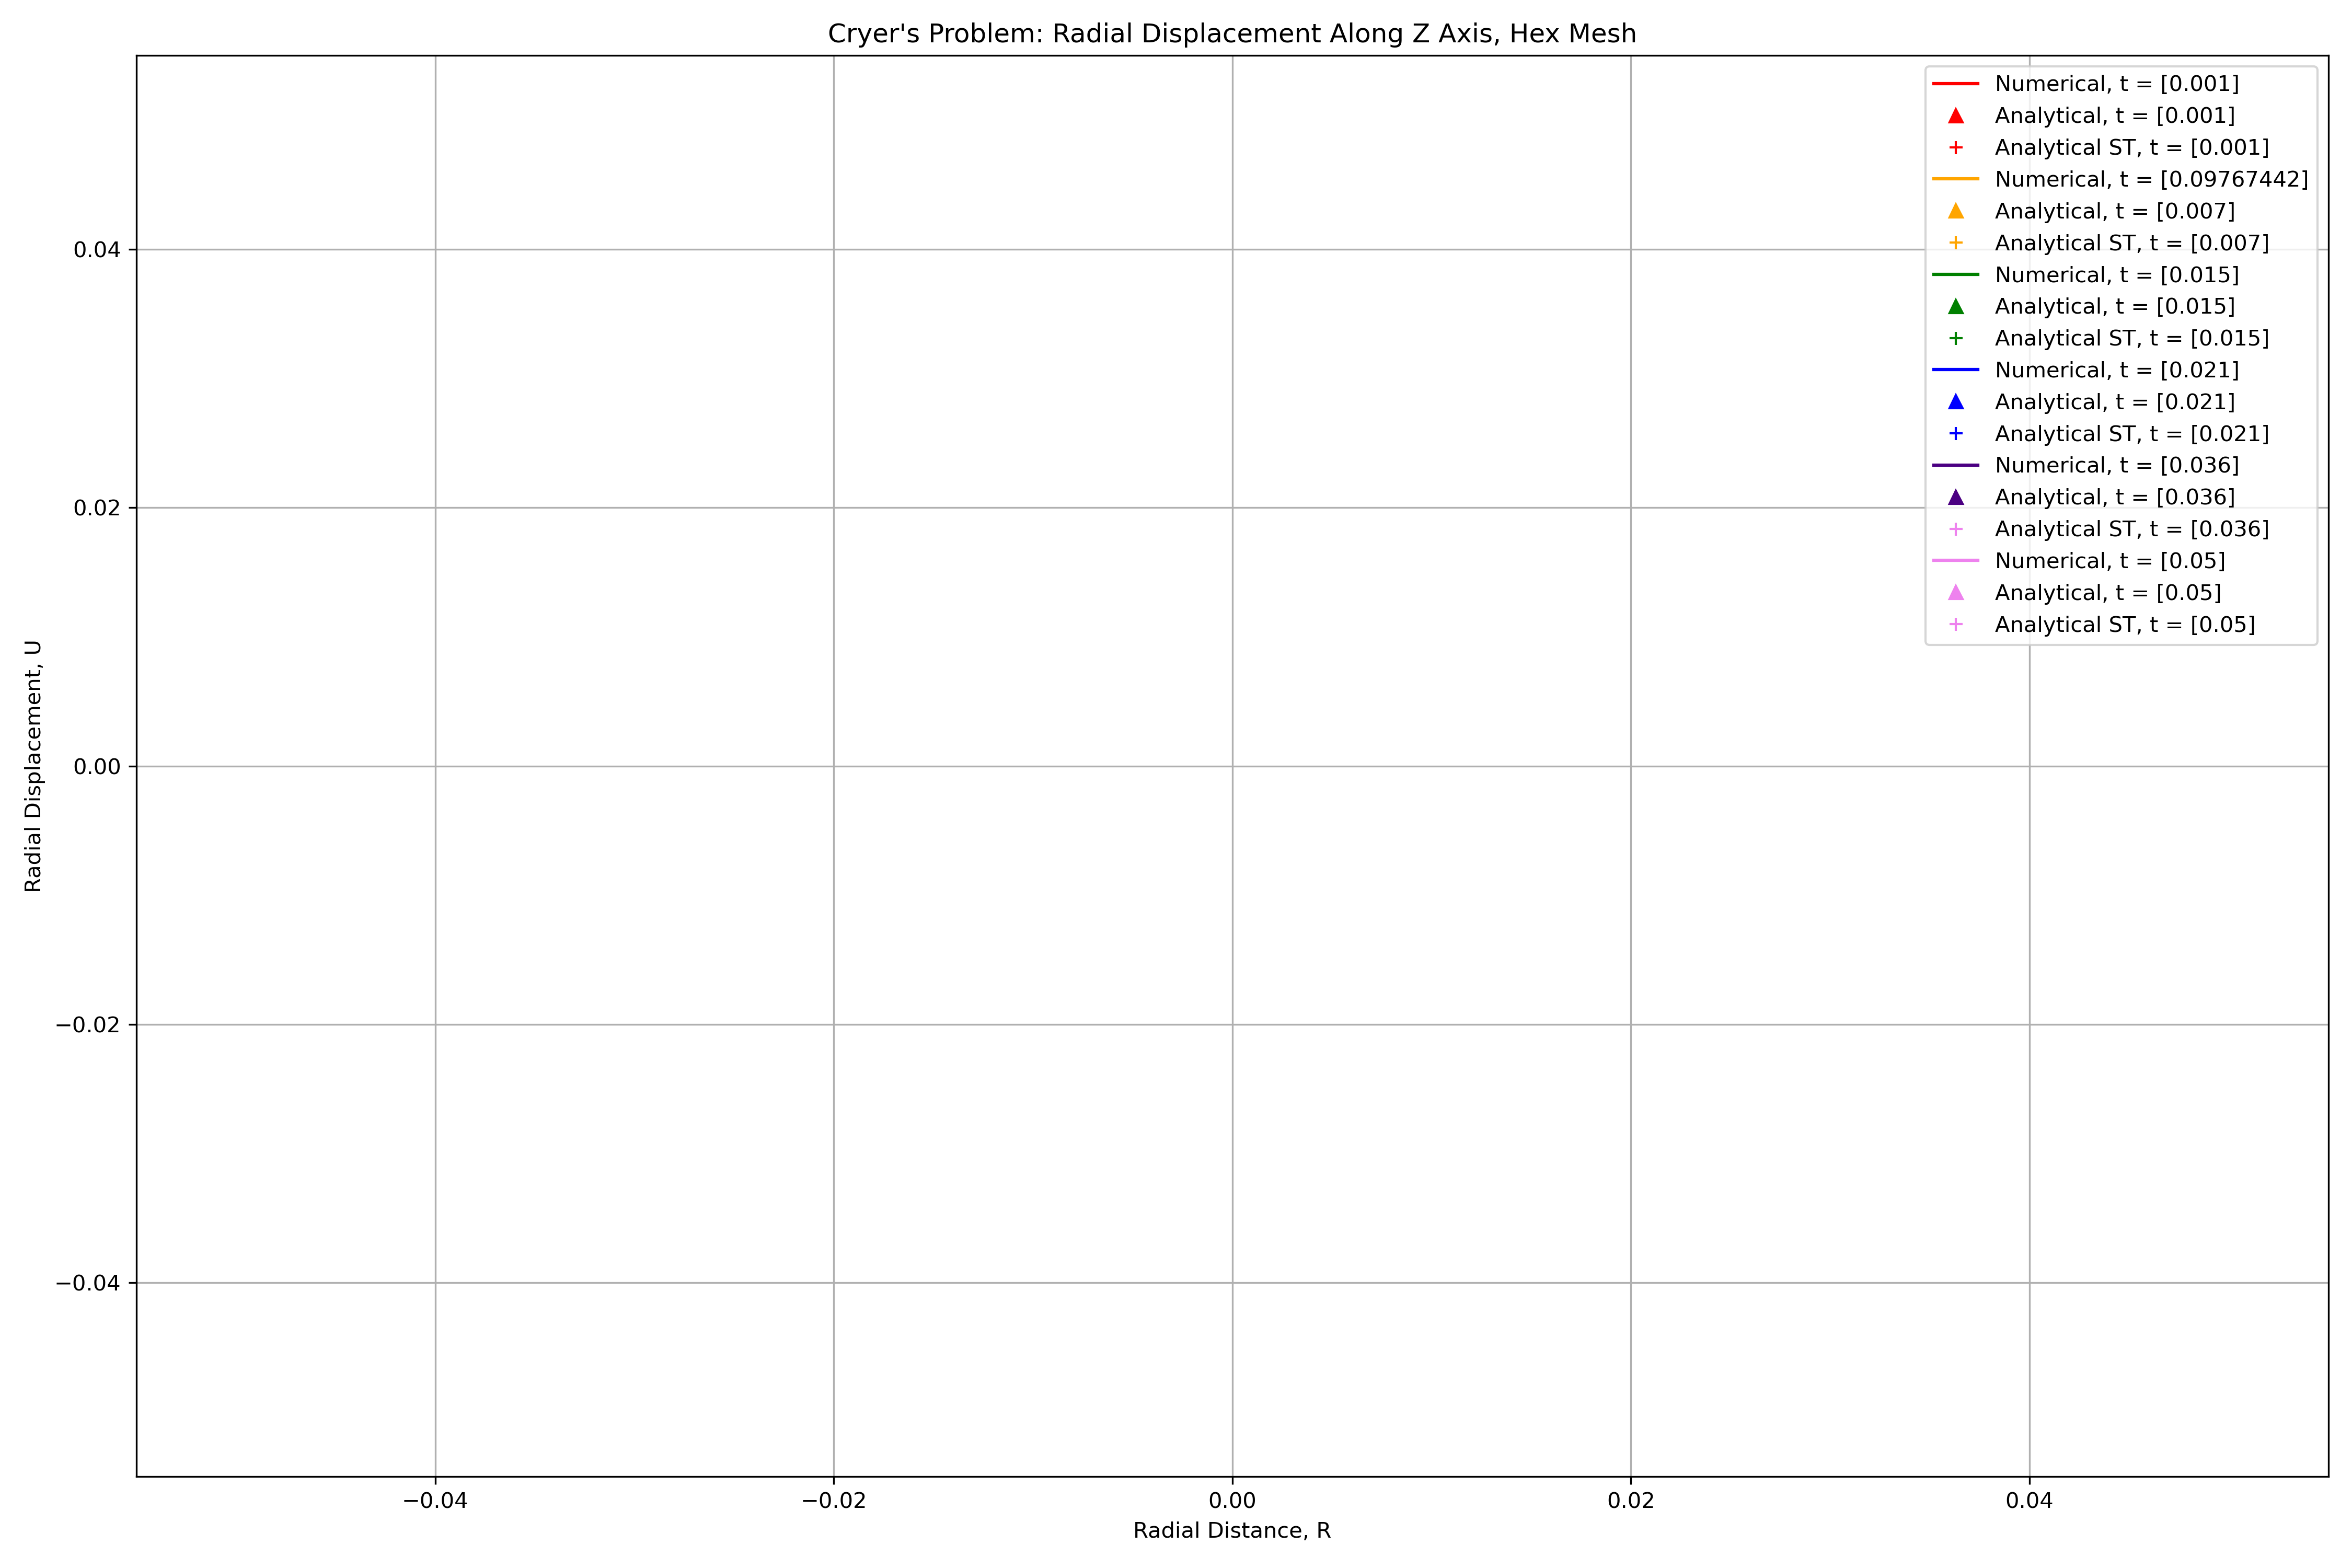 Cryer's Problem: Radial Displacement Along Z Axis, Hex Mesh
Numerical, t = [0.001]
Analytical, t = [0.001]
Analytical ST, t = [0.001]
Numerical, t = [0.09767442]
Analytical, t = [0.007]
Analytical ST, t = [0.007]
Numerical, t = [0.015]
Analytical, t = [0.015]
Analytical ST, t = [0.015]
Numerical, t = [0.021]
Analytical, t = [0.021]
Analytical ST, t = [0.021]
Numerical, t = [0.036]
Analytical, t = [0.036]
Analytical ST, t = [0.036]
Numerical, t = [0.05]
Analytical, t = [0.05]
Analytical ST, t = [0.05]
Radial Displacement, U
0.04
0.02
0.00
−0.02
−0.04
−0.04
−0.02
0.00
0.02
0.04
Radial Distance, R